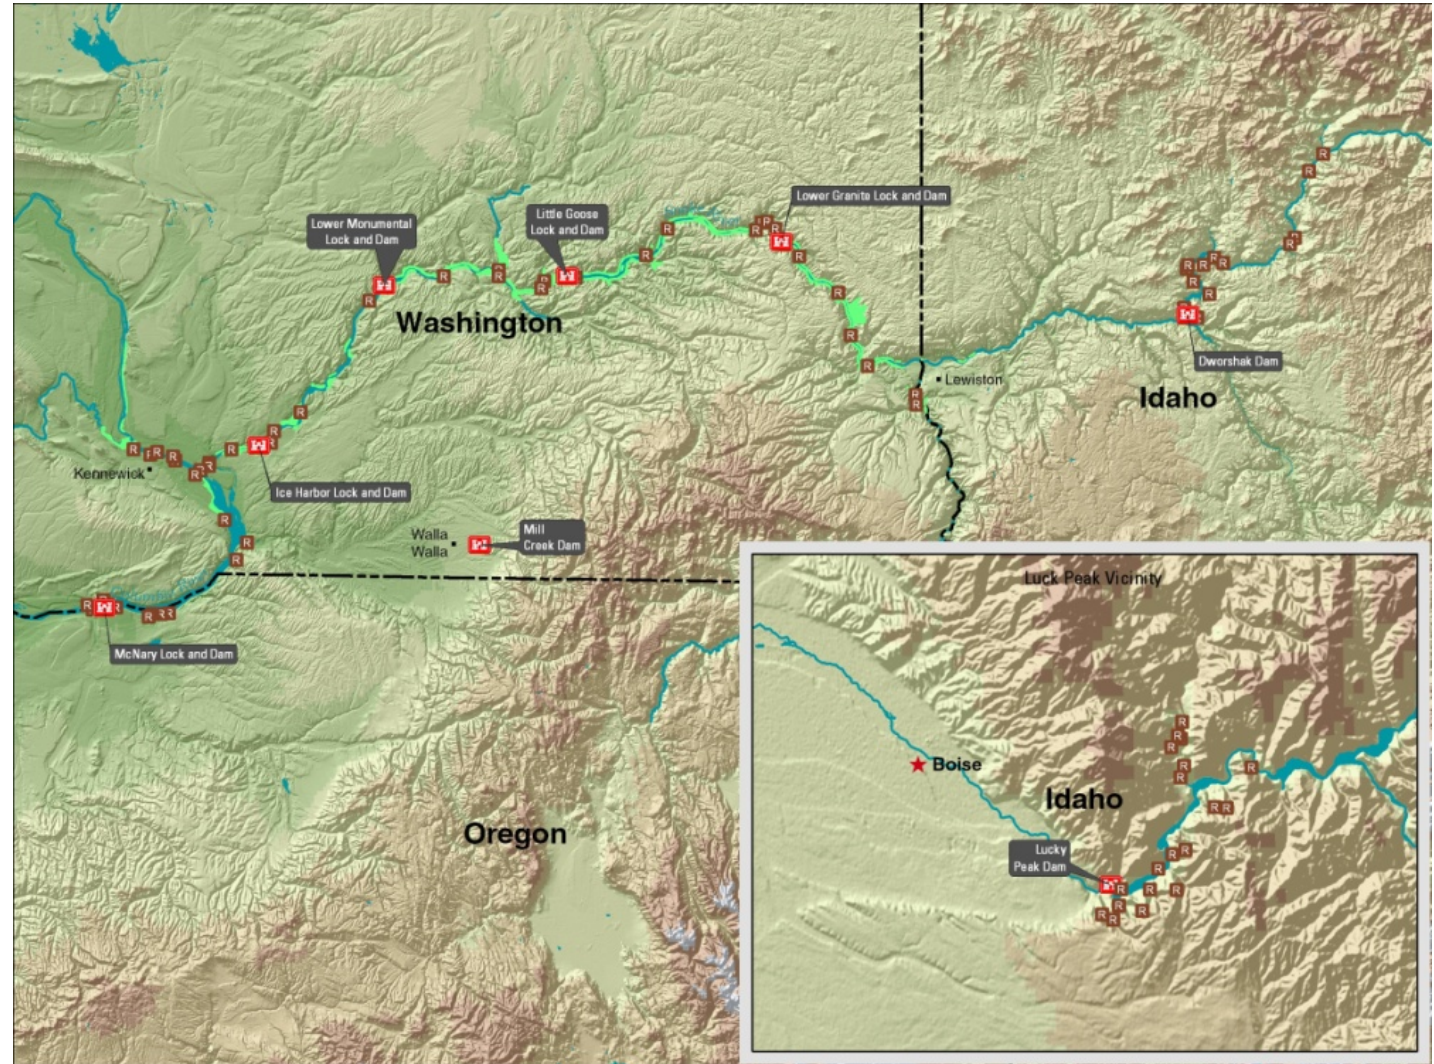 Lower Granite Lock and Dam
Little Goose
Lock and Dam
Lower Monumental
Lock and Dam
Washington
Dworshak Dam
Lewiston
Idaho
Kennewick
Ice Harbor Lock and Dam
Walla
Walla
Mill
Creek Dam
McNary Lock and Dam
Oregon
Luck Peak Vicinity
Boise
Idaho
Lucky
Peak Dam